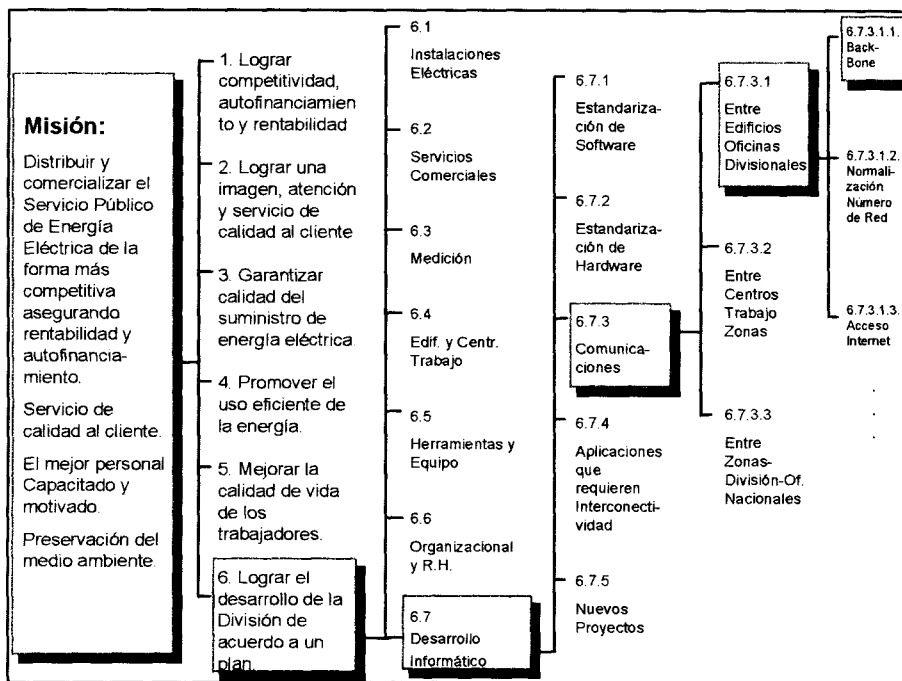 Misión:
Distribuir y
comercializar el
Servicio Público
de Energía
Eléctrica de la
forma más
competitiva
asegurando
rentabilidad y
autofinancia-
miento.
Servicio de
calidad al cliente.
El mejor personal
Capacitado y
motivado.
Preservación del
medio ambiente.
1. Lograr
competitividad,
autofinanciamien
to y rentabilidad
2. Lograr una
imagen, atención
y servicio de
calidad al cliente
3. Garantizar
calidad del
suministro de
energía eléctrica.
4. Promover el
uso eficiente de
la energía.
5. Mejorar la
calidad de vida
de los
trabajadores.
6. Lograr el
desarrollo de la
División de
acuerdo a un
plan.
6.1
Instalaciones
Eléctricas
6.2
Servicios
Comerciales
6.3
Medición
6.4
Edif. y Centr.
Trabajo
6.5
Herramientas y
Equipo
6.6
Organizacional
y R.H.
6.7
Desarrollo
Informático
6.7.1
Estandariza-
ción de
Software
6.7.2
Estandariza-
ción de
Hardware
6.7.3
Comunica-
ciones
6.7.4
Aplicaciones
que
requieren
Interconecti-
vidad
6.7.5
Nuevos
Proyectos
6.7.3.1
Entre
Edificios
Oficinas
Divisionales
6.7.3.2
Entre
Centros
Trabajo
Zonas
6.7.3.3
Entre
Zonas-
División-Of.
Nacionales
6.7.3.1.1.
Back-
Bone
6.7.3.1.2.
Normali-
zación
Número
de Red
6.7.3.1.3.
Acceso
Internet
.
.
.